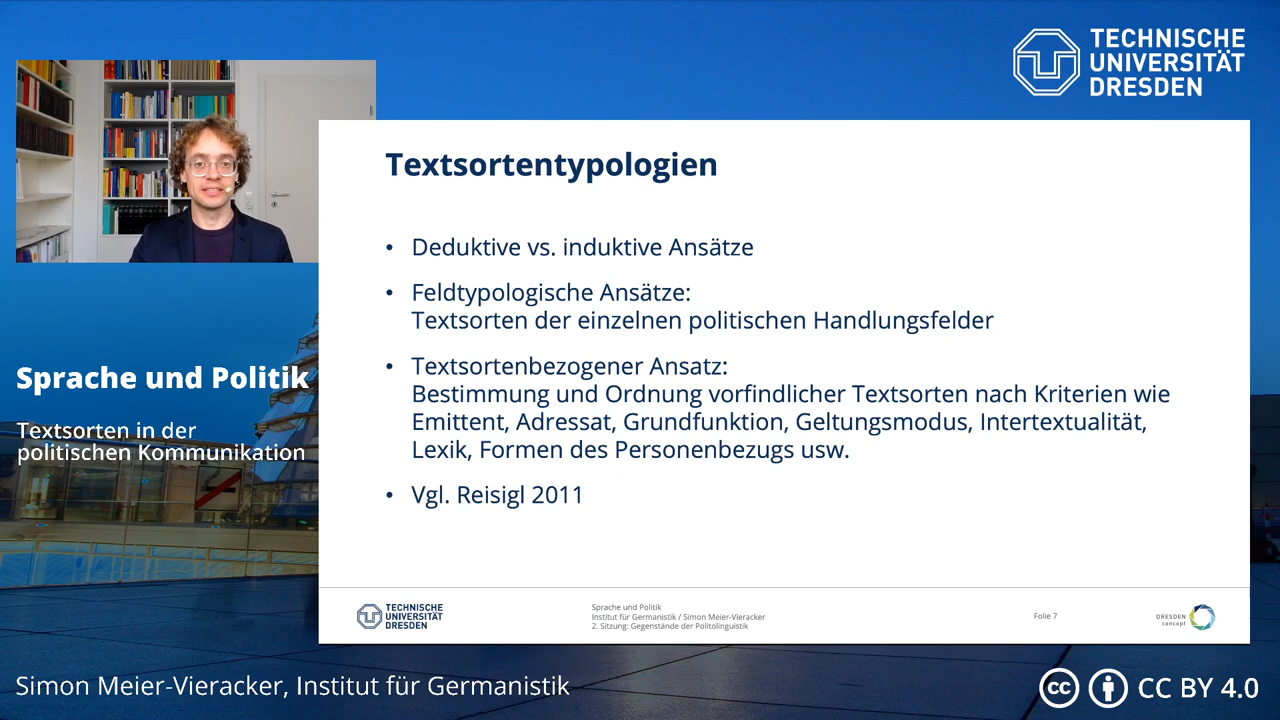 TECHNISCHE
UNIVERSITÄT
DRESDEN
Textsortentypologien
• Deduktive vs. induktive Ansätze
• Feldtypologische Ansätze:
Textsorten der einzelnen politischen Handlungsfelder
• Textsortenbezogener Ansatz:
Bestimmung und Ordnung vorfindlicher Textsorten nach Kriterien wie
Emittent, Adressat, Grundfunktion, Geltungsmodus, Intertextualität,
Lexik, Formen des Personenbezugs usw.
• Vgl. Reisigl 2011
Sprache und Politik
Textsorten in der
politischen Kommunikation
TECHNISCHE
UNIVERSITÄT
DRESDEN
Sprache und Politik
Institut für Germanistik / Simon Meier-Vieracker
2. Sitzung: Gegenstände der Politolinguistik
Folie 7
DRESDEN
concept
Simon Meier-Vieracker, Institut für Germanistik
cc CC BY 4.0